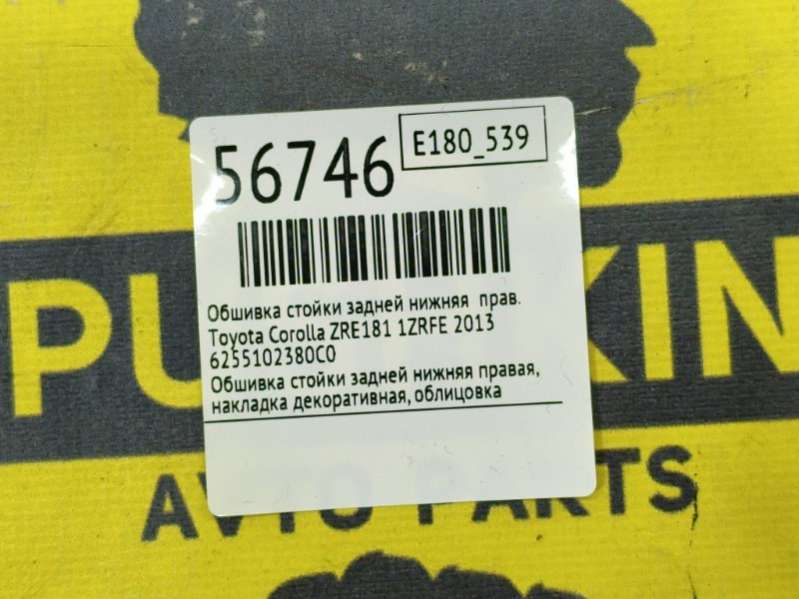 56746
E180_539
Обшивка стойки задней нижняя прав.
Toyota Corolla ZRE181 1ZRFE 2013
6255102380C0
Обшивка стойки задней нижняя правая,
накладка декоративная, облицовка
AVTO PARTS